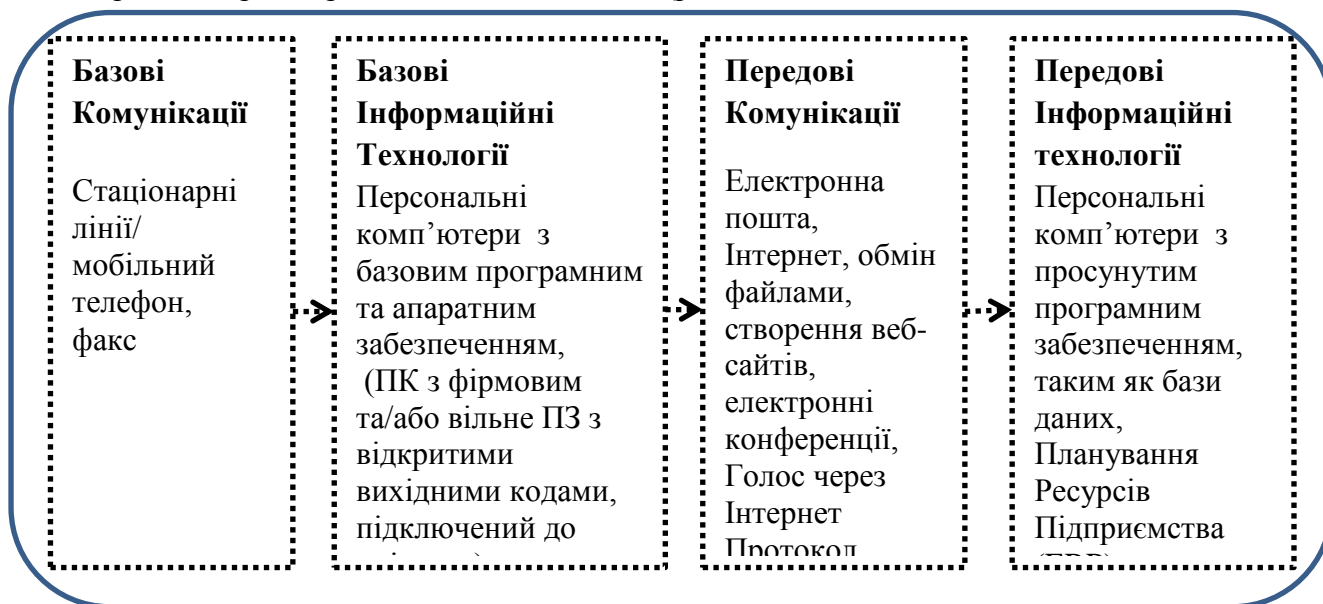 Базові
Комунікації
Стаціонарні
лінії/
мобільний
телефон,
факс
Базові
Інформаційні
Технології
Персональні
комп’ютери з
базовим програмним
та апаратним
забезпеченням,
(ПК з фірмовим
та/або вільне ПЗ з
відкритими
вихідними кодами,
підключений до
Передові
Комунікації
Електронна
пошта,
Інтернет, обмін
файлами,
створення веб-
сайтів,
електронні
конференції,
Голос через
Інтернет
Протокол
Передові
Інформаційні
технології
Персональні
комп’ютери з
просунутим
програмним
забезпеченням,
таким як бази
даних,
Планування
Ресурсів
Підприємства